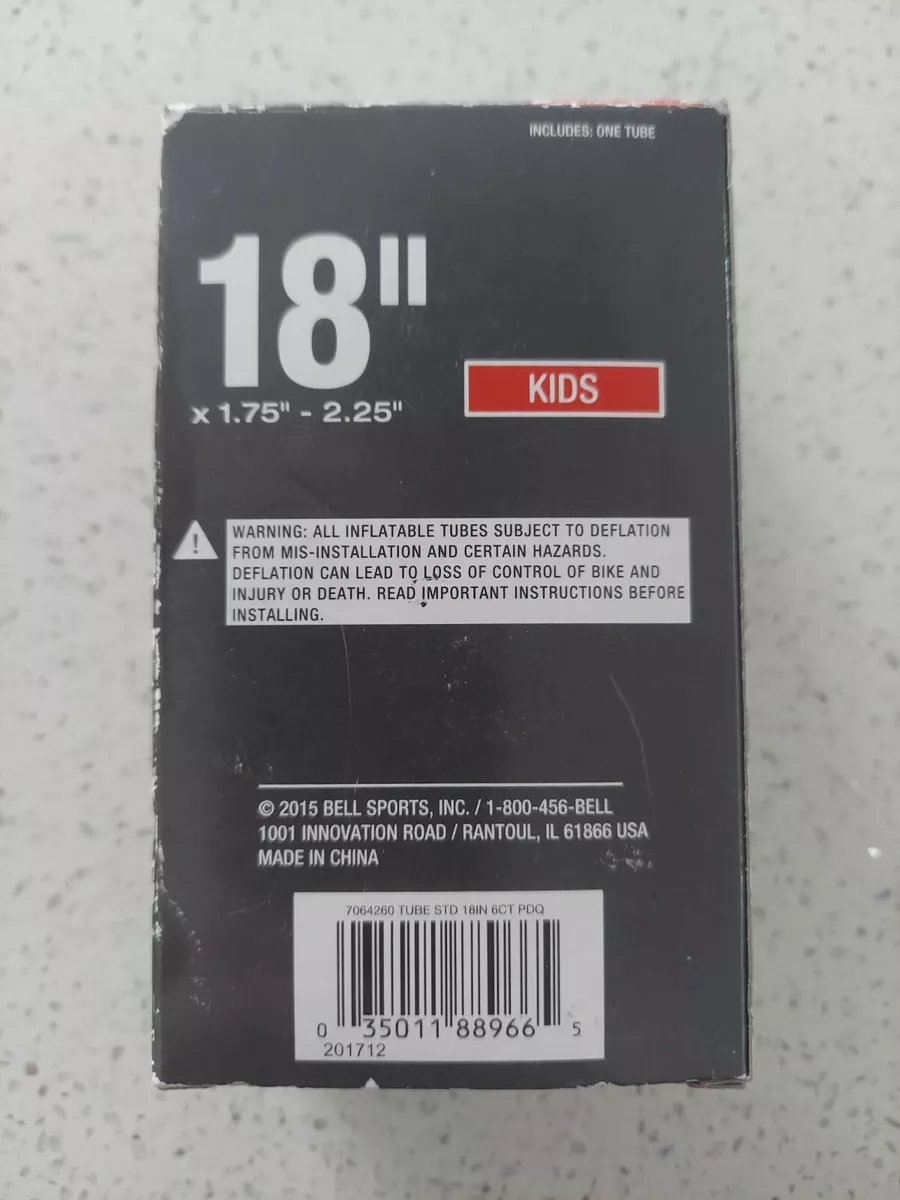 INCLUDES: ONE TUBE
18"
x 1.75" - 2.25"
KIDS
!
WARNING: ALL INFLATABLE TUBES SUBJECT TO DEFLATION
FROM MIS-INSTALLATION AND CERTAIN HAZARDS.
DEFLATION CAN LEAD TO LOSS OF CONTROL OF BIKE AND
INJURY OR DEATH. READ IMPORTANT INSTRUCTIONS BEFORE
INSTALLING.
© 2015 BELL SPORTS, INC. / 1-800-456-BELL
1001 INNOVATION ROAD / RANTOUL, IL 61866 USA
MADE IN CHINA
7064260 TUBE STD 18IN 6CT PDQ
0 35011 88966 5
201712